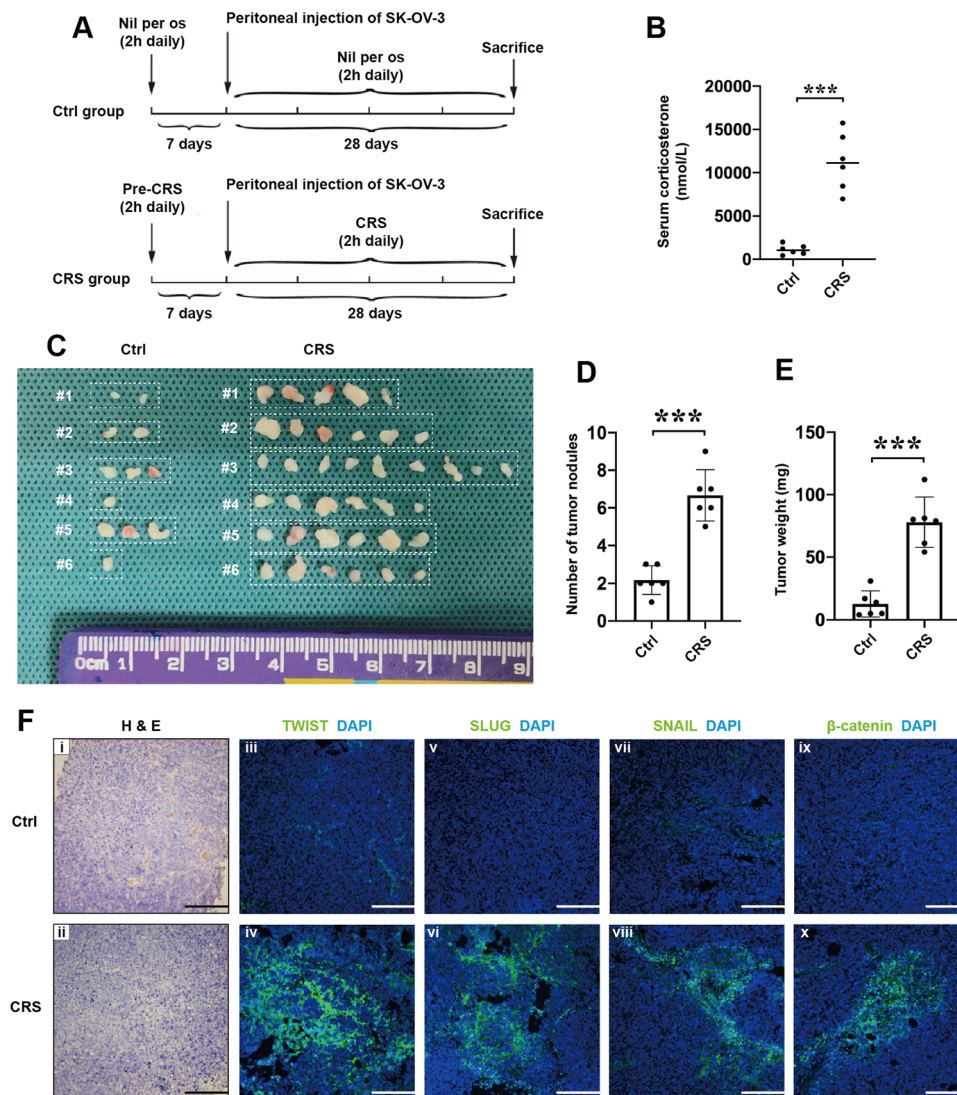 A
Nil per os
(2h daily)
Peritoneal injection of SK-OV-3
Nil per os
(2h daily)
Sacrifice
Ctrl group
7 days
28 days
Pre-CRS
(2h daily)
Peritoneal injection of SK-OV-3
CRS
(2h daily)
Sacrifice
CRS group
7 days
28 days
B
Serum corticosterone
(nmol/L)
20000
15000
10000
5000
0
***
Ctrl
CRS
C
Ctrl
CRS
#1
#2
#3
#4
#5
#6
#1
#2
#3
#4
#5
#6
0cm 1 2 3 4 5 6 7 8 9
D
Number of tumor nodules
10
8
6
4
2
0
***
Ctrl
CRS
E
Tumor weight (mg)
150
100
50
0
***
Ctrl
CRS
F
H & E
TWIST DAPI
SLUG DAPI
SNAIL DAPI
β-catenin DAPI
Ctrl
i
iii
v
vii
ix
CRS
ii
iv
vi
viii
x